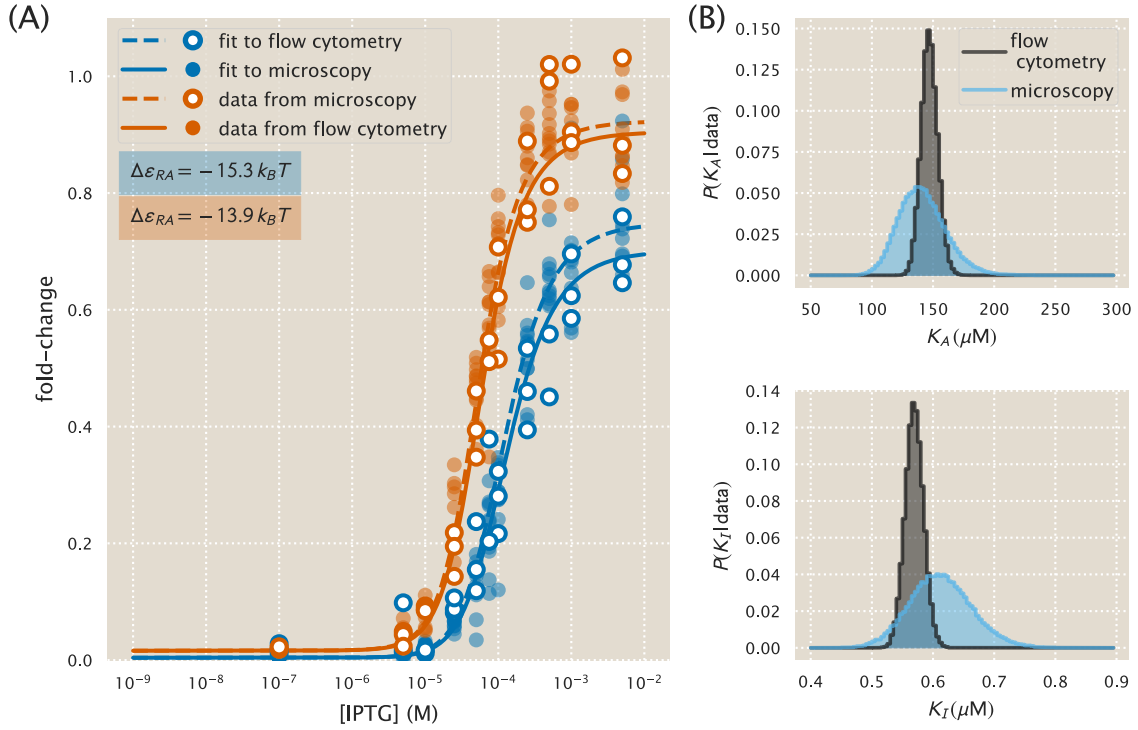 (A)
fit to flow cytometry
fit to microscopy
data from microscopy
data from flow cytometry
Δε_RA = − 15.3 k_BT
Δε_RA = − 13.9 k_BT
fold–change
1.0
0.8
0.6
0.4
0.2
0.0
10⁻⁹
10⁻⁸
10⁻⁷
10⁻⁶
10⁻⁵
10⁻⁴
10⁻³
10⁻²
[IPTG] (M)
(B)
flow
cytometry
microscopy
P(K_A|data)
0.150
0.125
0.100
0.075
0.050
0.025
0.000
50
100
150
200
250
300
K_A (μM)
P(K_I|data)
0.14
0.12
0.10
0.08
0.06
0.04
0.02
0.00
0.4
0.5
0.6
0.7
0.8
0.9
K_I (μM)